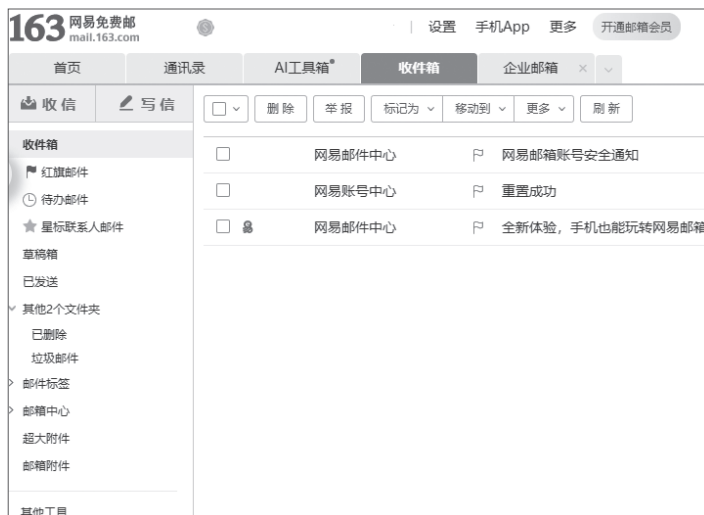 163 网易免费邮
mail.163.com
设置 手机App 更多 开通邮箱会员
首页 通讯录 AI工具箱 收件箱 企业邮箱
收信 写信 删除 举报 标记为 移动到 更多 刷新
收件箱
红旗邮件
待办邮件
星标联系人邮件
草稿箱
已发送
其他2个文件夹
已删除
垃圾邮件
邮件标签
邮箱中心
超大附件
邮箱附件
其他工具
网易邮件中心 网易邮箱账号安全通知
网易账号中心 重置成功
网易邮件中心 全新体验，手机也能玩转网易邮箱